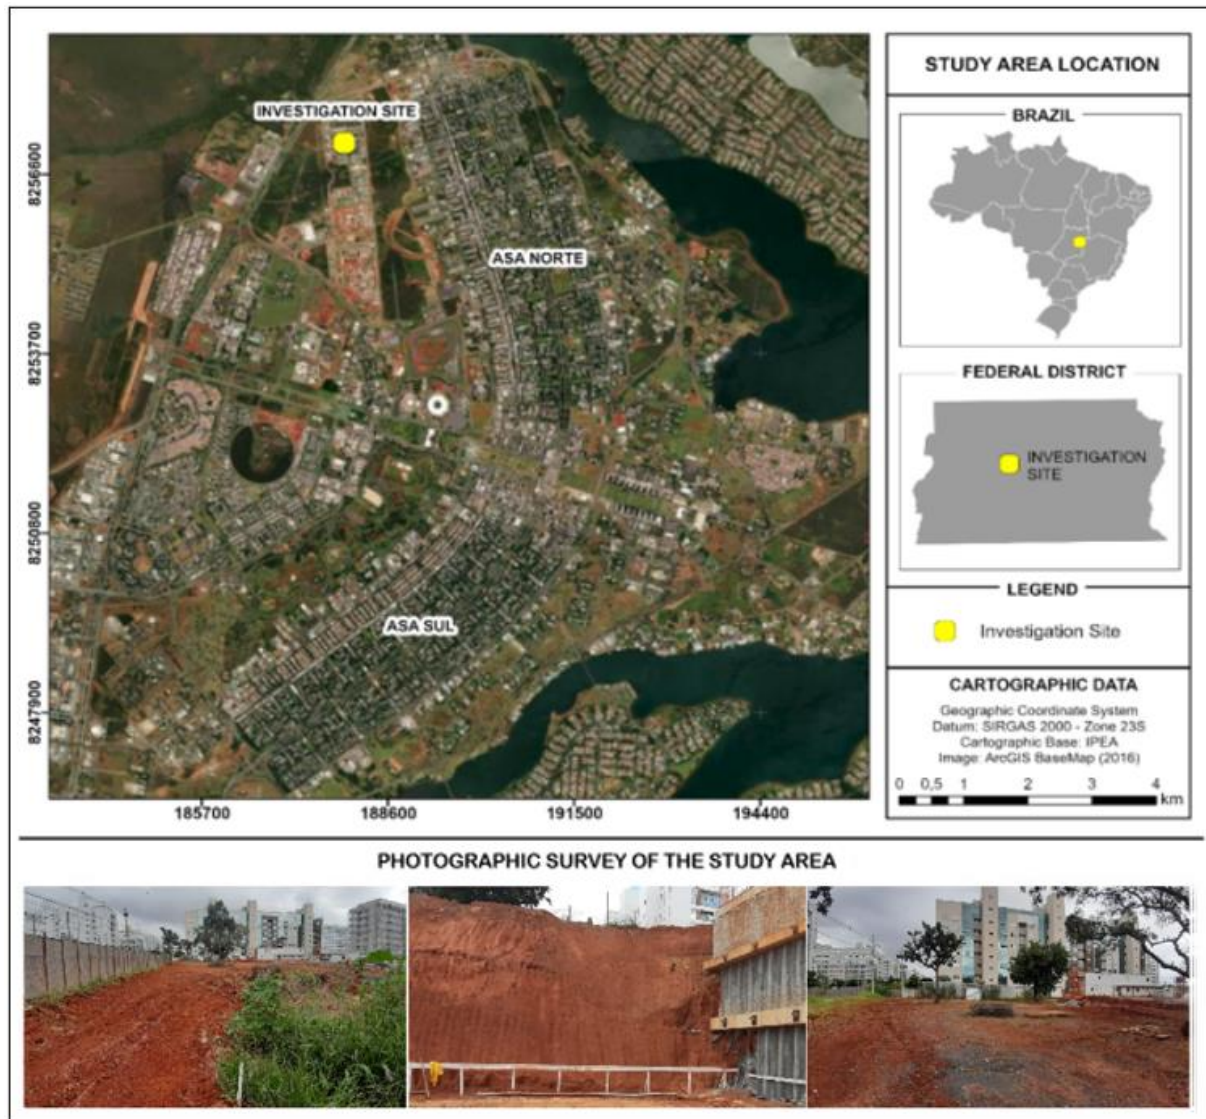 STUDY AREA LOCATION
BRAZIL
FEDERAL DISTRICT
INVESTIGATION
SITE
LEGEND
Investigation Site
CARTOGRAPHIC DATA
Geographic Coordinate System
Datum: SIRGAS 2000 - Zone 23S
Cartographic Base: IPEA
Image: ArcGIS BaseMap (2016)
0 0,5 1 2 3 4
km
INVESTIGATION SITE
ASA NORTE
ASA SUL
8256600
8253700
8250800
8247900
185700 188600 191500 194400
PHOTOGRAPHIC SURVEY OF THE STUDY AREA